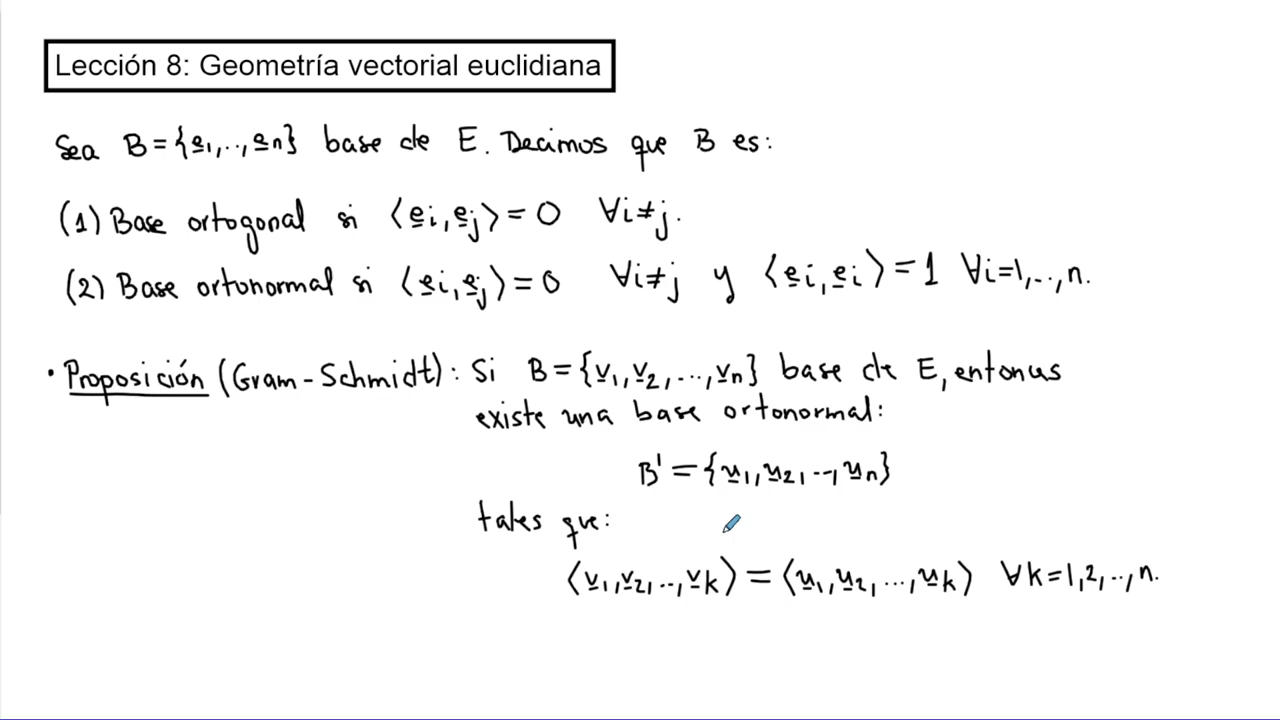 Lección 8: Geometría vectorial euclidiana
Sea B = {e1,..,en} base de E. Decimos que B es:
(1) Base ortogonal si ⟨ei,ej⟩ = 0 ∀i≠j.
(2) Base ortonormal si ⟨ei,ej⟩ = 0 ∀i≠j y ⟨ei,ei⟩ = 1 ∀i=1,..,n.
• Proposición (Gram-Schmidt): Si B = {v1,v2,...,vn} base de E, entonces
existe una base ortonormal:
B' = {u1,u2,..,un}
tales que:
⟨v1,v2,..,vk⟩ = ⟨u1,u2,...,uk⟩ ∀k=1,2,..,n.